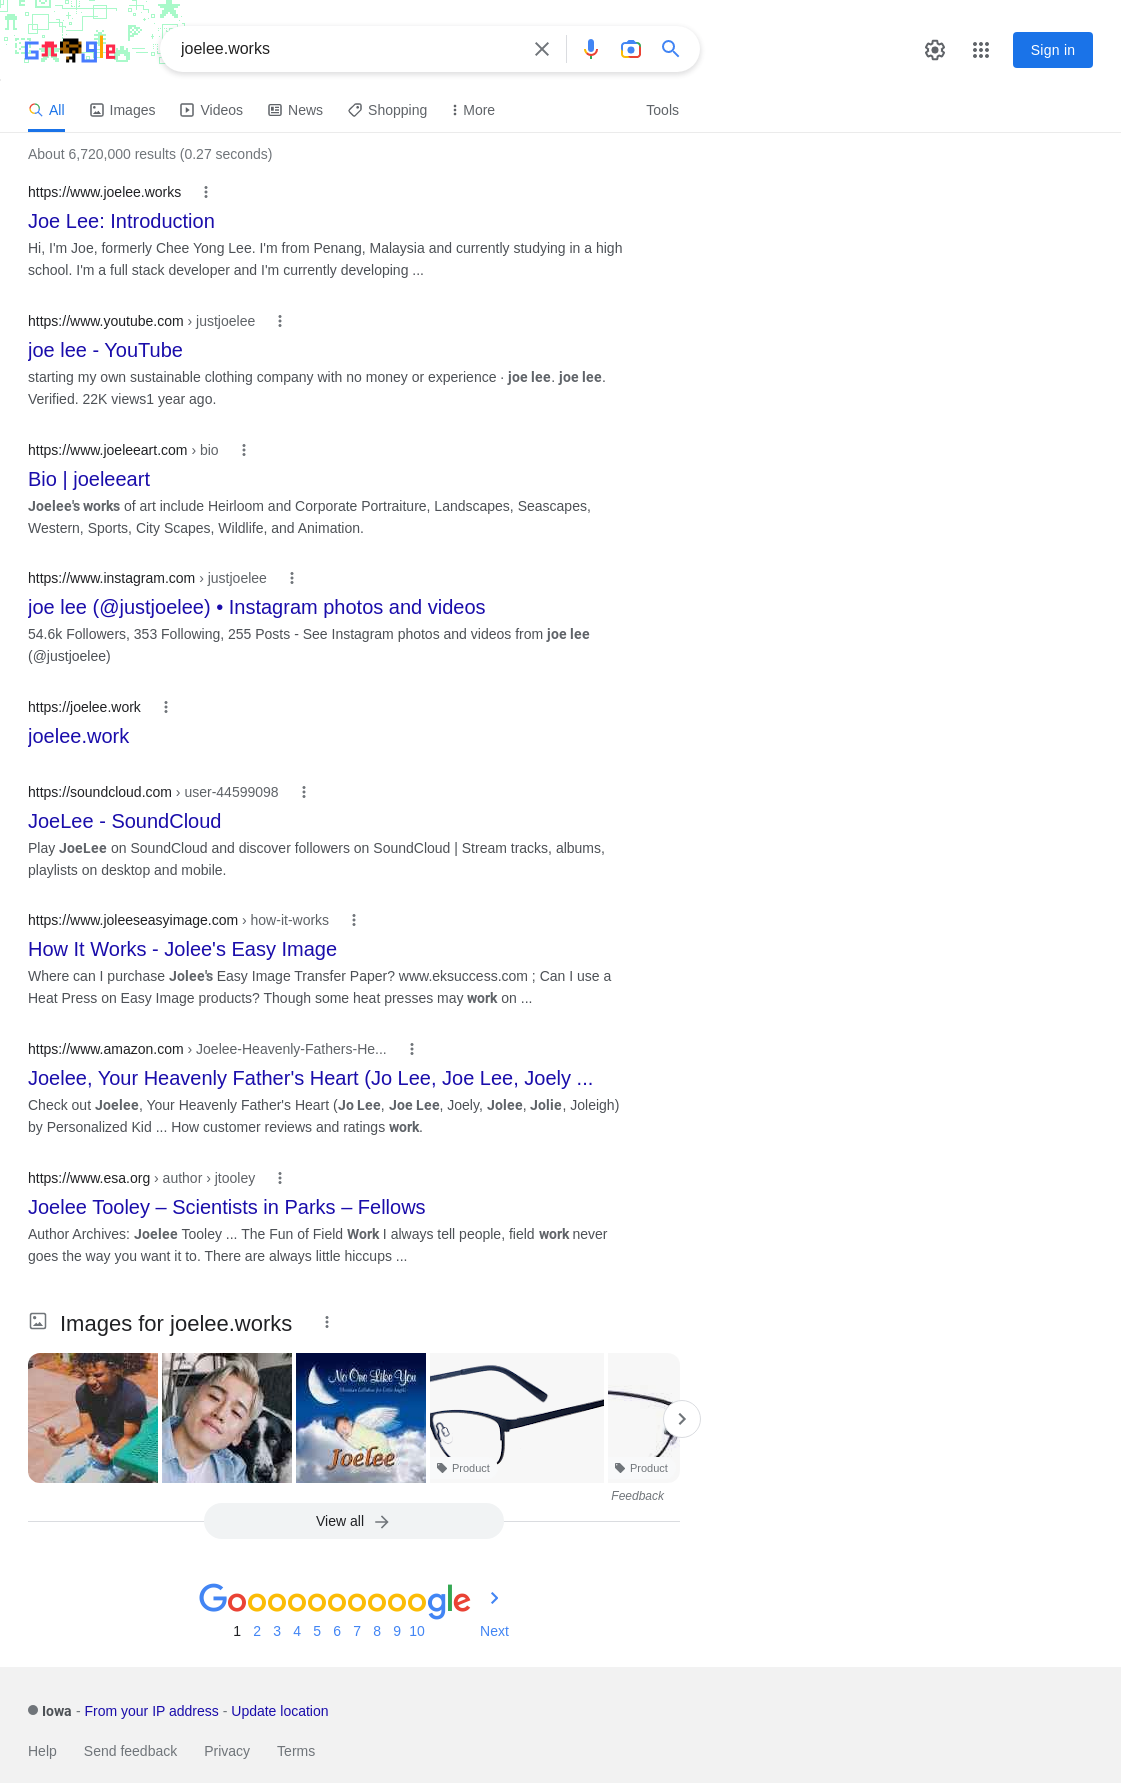 Google
joelee.works
Sign in
All
Images
Videos
News
Shopping
More
Tools
About 6,720,000 results (0.27 seconds)
https://www.joelee.works
Joe Lee: Introduction
Hi, I'm Joe, formerly Chee Yong Lee. I'm from Penang, Malaysia and currently studying in a high
school. I'm a full stack developer and I'm currently developing ...
https://www.youtube.com › justjoelee
joe lee - YouTube
starting my own sustainable clothing company with no money or experience · joe lee. joe lee.
Verified. 22K views1 year ago.
https://www.joeleeart.com › bio
Bio | joeleeart
Joelee's works of art include Heirloom and Corporate Portraiture, Landscapes, Seascapes,
Western, Sports, City Scapes, Wildlife, and Animation.
https://www.instagram.com › justjoelee
joe lee (@justjoelee) • Instagram photos and videos
54.6k Followers, 353 Following, 255 Posts - See Instagram photos and videos from joe lee
(@justjoelee)
https://joelee.work
joelee.work
https://soundcloud.com › user-44599098
JoeLee - SoundCloud
Play JoeLee on SoundCloud and discover followers on SoundCloud | Stream tracks, albums,
playlists on desktop and mobile.
https://www.joleeseasyimage.com › how-it-works
How It Works - Jolee's Easy Image
Where can I purchase Jolee's Easy Image Transfer Paper? www.eksuccess.com ; Can I use a
Heat Press on Easy Image products? Though some heat presses may work on ...
https://www.amazon.com › Joelee-Heavenly-Fathers-He...
Joelee, Your Heavenly Father's Heart (Jo Lee, Joe Lee, Joely ...
Check out Joelee, Your Heavenly Father's Heart (Jo Lee, Joe Lee, Joely, Jolee, Jolie, Joleigh)
by Personalized Kid ... How customer reviews and ratings work.
https://www.esa.org › author › jtooley
Joelee Tooley – Scientists in Parks – Fellows
Author Archives: Joelee Tooley ... The Fun of Field Work I always tell people, field work never
goes the way you want it to. There are always little hiccups ...
Images for joelee.works
No One Like You
Christian Lullabies for Little Angels
Joelee
Product
Product
Feedback
View all
Goooooooooogle
1 2 3 4 5 6 7 8 9 10 Next
Iowa - From your IP address - Update location
Help Send feedback Privacy Terms